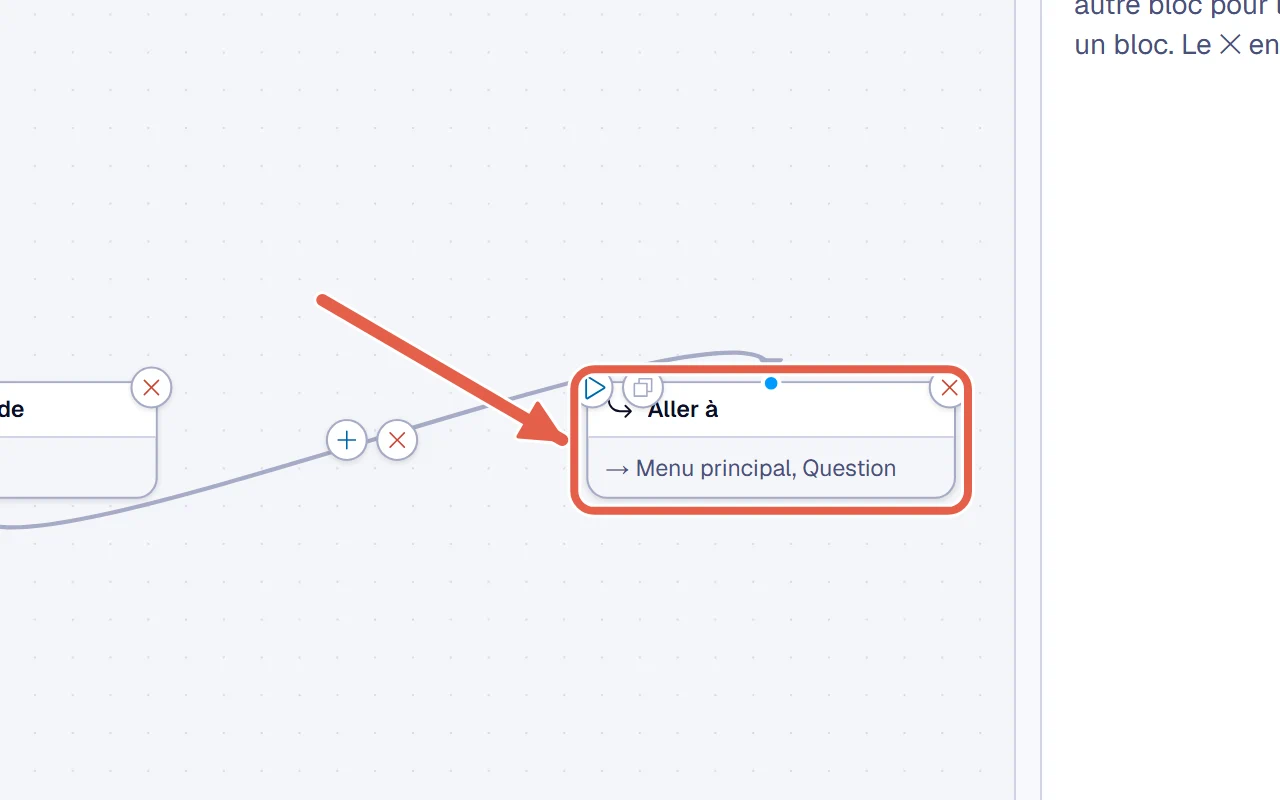 autre bloc pour
un bloc. Le × en
de
Aller à
→ Menu principal, Question